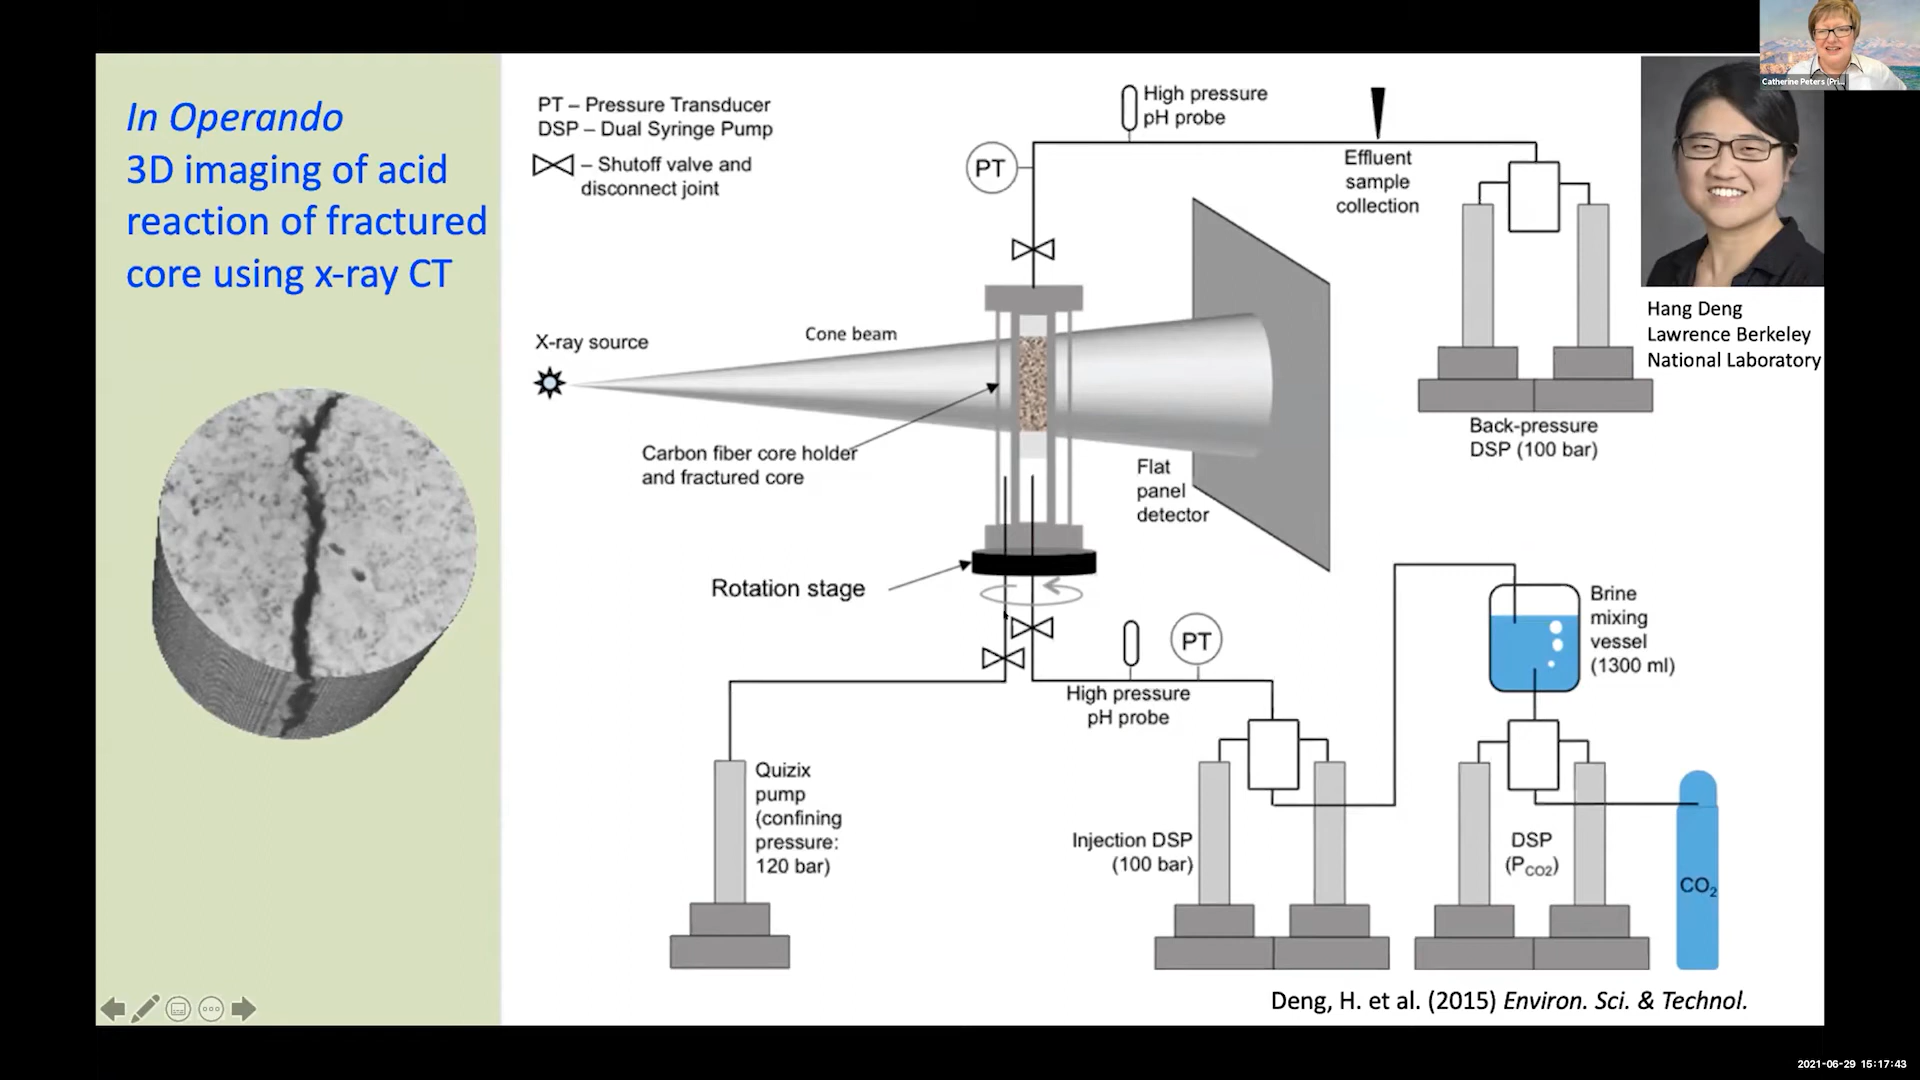 In Operando
3D imaging of acid
reaction of fractured
core using x-ray CT
PT – Pressure Transducer
DSP – Dual Syringe Pump
– Shutoff valve and
disconnect joint
PT
High pressure
pH probe
Effluent
sample
collection
Catherine Peters (Pri...
Hang Deng
Lawrence Berkeley
National Laboratory
Back-pressure
DSP (100 bar)
X-ray source
Cone beam
Carbon fiber core holder
and fractured core
Flat
panel
detector
Rotation stage
High pressure
pH probe
PT
Brine
mixing
vessel
(1300 ml)
Quizix
pump
(confining
pressure:
120 bar)
Injection DSP
(100 bar)
DSP
(PCO2)
CO2
Deng, H. et al. (2015) Environ. Sci. & Technol.
2021-06-29 15:17:43